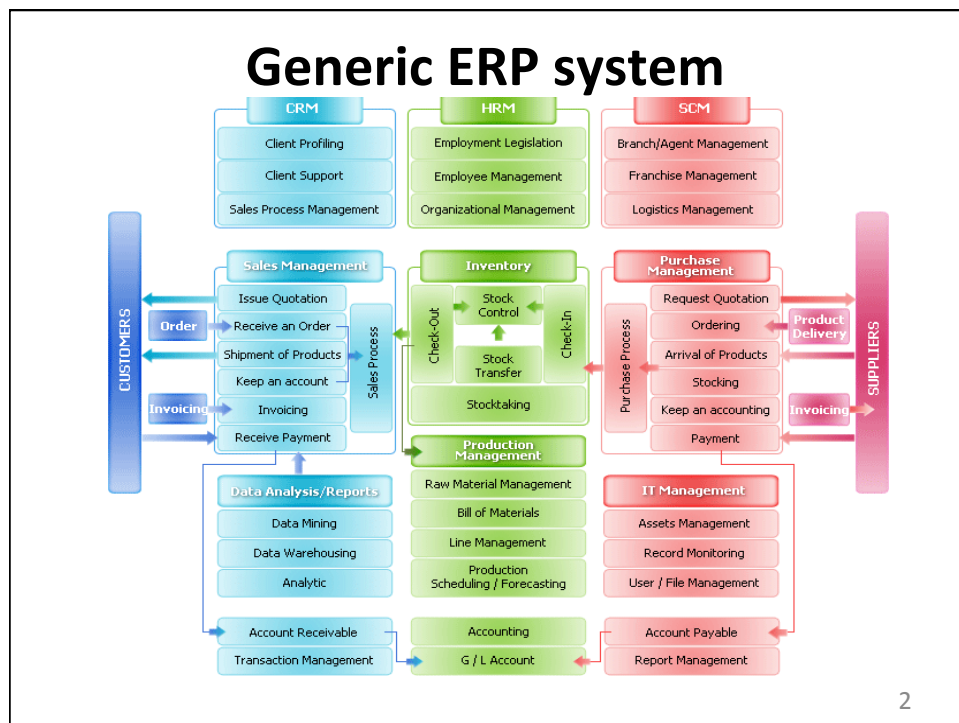 Generic ERP system
CRM
Client Profiling
Client Support
Sales Process Management
HRM
Employment Legislation
Employee Management
Organizational Management
SCM
Branch/Agent Management
Franchise Management
Logistics Management
CUSTOMERS
Order
Invoicing
Sales Management
Issue Quotation
Receive an Order
Shipment of Products
Keep an account
Invoicing
Receive Payment
Sales Process
Inventory
Check-Out
Stock
Control
Stock
Transfer
Check-In
Stocktaking
Purchase
Management
Purchase Process
Request Quotation
Ordering
Arrival of Products
Stocking
Keep an accounting
Payment
Product
Delivery
Invoicing
SUPPLIERS
Data Analysis/Reports
Data Mining
Data Warehousing
Analytic
Production
Management
Raw Material Management
Bill of Materials
Line Management
Production
Scheduling / Forecasting
IT Management
Assets Management
Record Monitoring
User / File Management
Account Receivable
Transaction Management
Accounting
G / L Account
Account Payable
Report Management
2